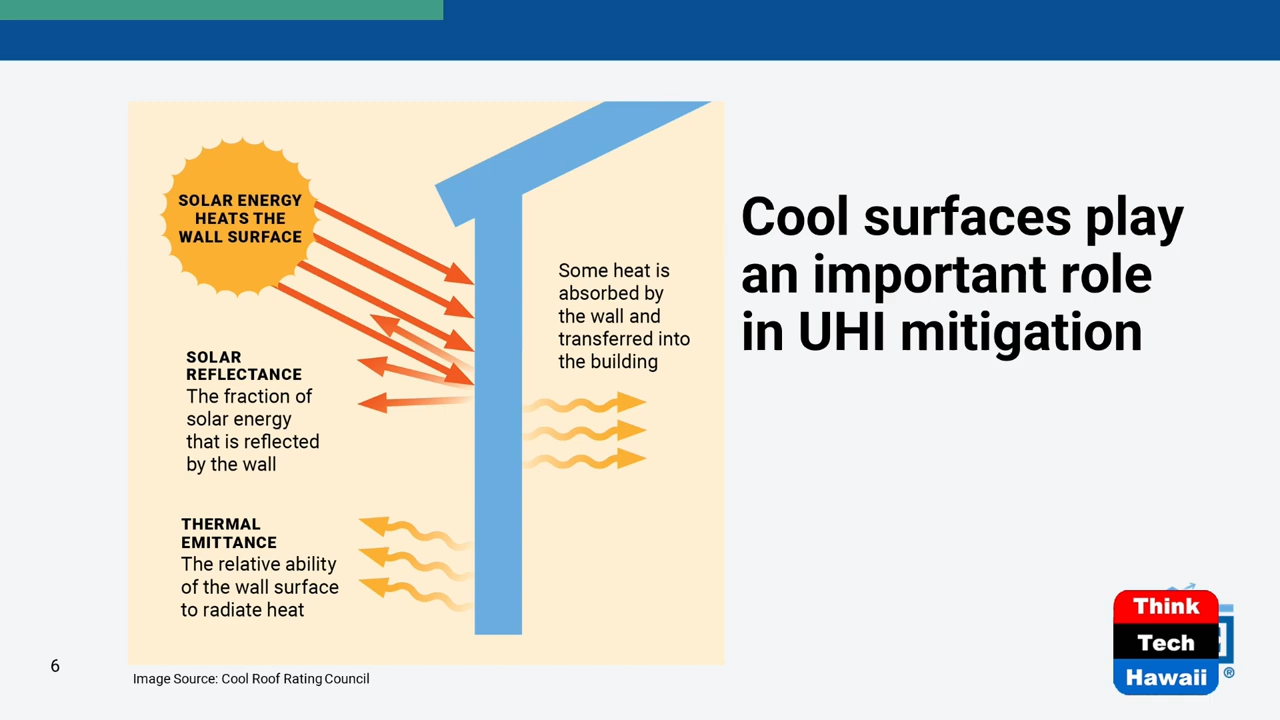 SOLAR ENERGY
HEATS THE
WALL SURFACE
SOLAR
REFLECTANCE
The fraction of
solar energy
that is reflected
by the wall
THERMAL
EMITTANCE
The relative ability
of the wall surface
to radiate heat
Some heat is
absorbed by
the wall and
transferred into
the building
Cool surfaces play
an important role
in UHI mitigation
6
Image Source: Cool Roof Rating Council
Think
Tech
Hawaii
®